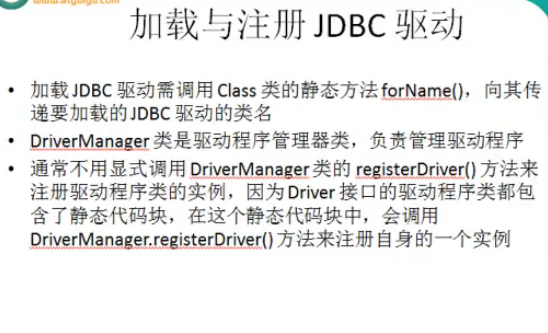 www.atguigu.com
加载与注册 JDBC 驱动
• 加载 JDBC 驱动需调用 Class 类的静态方法 forName()，向其传
递要加载的 JDBC 驱动的类名
• DriverManager 类是驱动程序管理器类，负责管理驱动程序
• 通常不用显式调用 DriverManager 类的 registerDriver() 方法来
注册驱动程序类的实例，因为 Driver 接口的驱动程序类都包
含了静态代码块，在这个静态代码块中，会调用
DriverManager.registerDriver() 方法来注册自身的一个实例